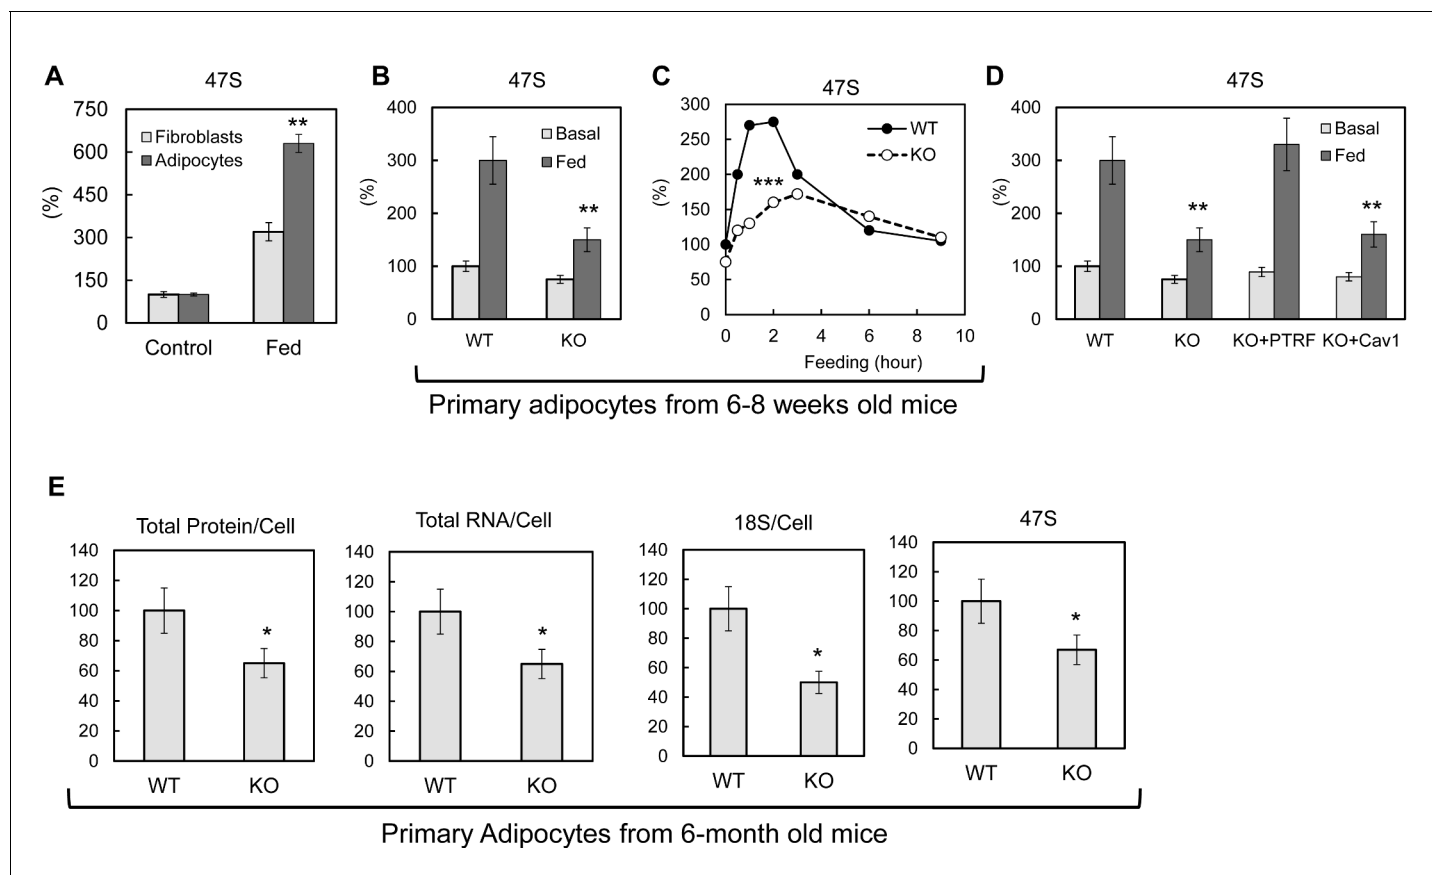 A
47S
(%)
750
600
450
300
150
0
Fibroblasts
Adipocytes
**
Control
Fed
B
47S
(%)
400
300
200
100
0
Basal
Fed
**
WT
KO
C
47S
(%)
300
250
200
150
100
50
0
WT
KO
***
0 2 4 6 8 10
Feeding (hour)
D
47S
(%)
400
300
200
100
0
Basal
Fed
**
**
WT
KO
KO+PTRF
KO+Cav1
Primary adipocytes from 6-8 weeks old mice
E
Total Protein/Cell
140
120
100
80
60
40
20
0
*
WT
KO
Total RNA/Cell
140
120
100
80
60
40
20
0
*
WT
KO
18S/Cell
140
120
100
80
60
40
20
0
*
WT
KO
47S
140
120
100
80
60
40
20
0
*
WT
KO
Primary Adipocytes from 6-month old mice